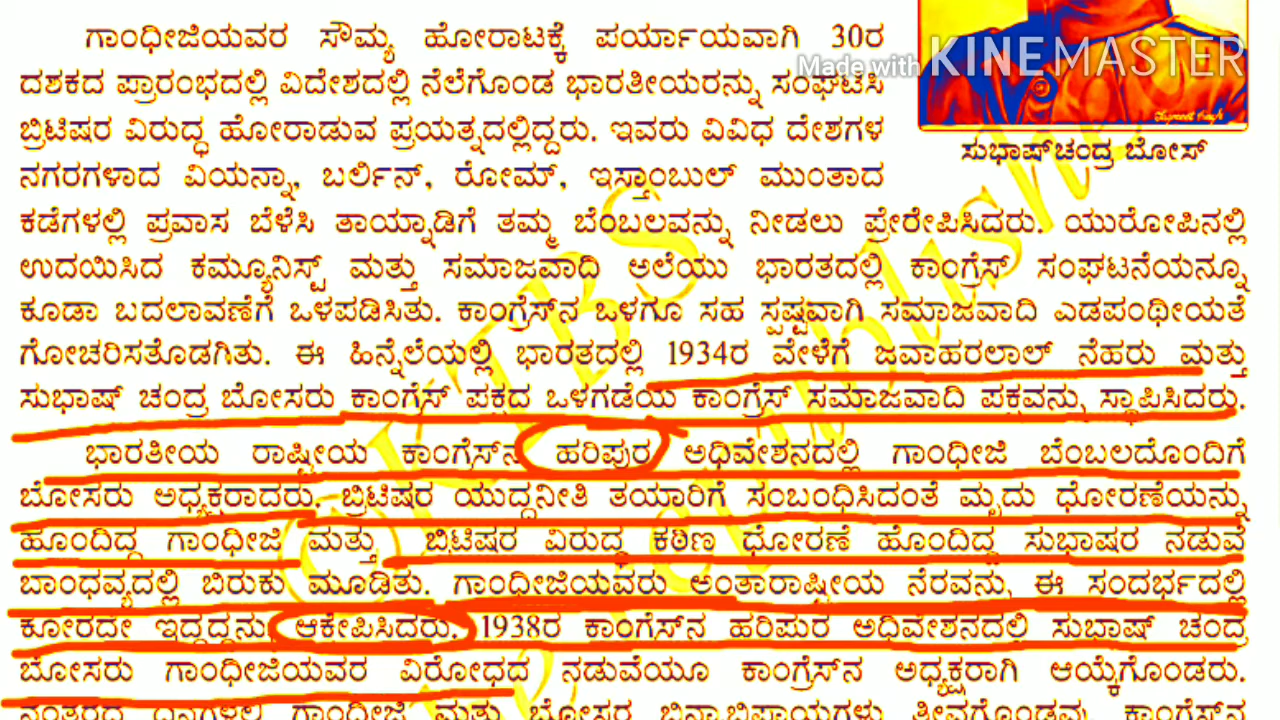 ಗಾಂಧೀಜಿಯವರ ಸೌಮ್ಯ ಹೋರಾಟಕ್ಕೆ ಪರ್ಯಾಯವಾಗಿ 30ರ
ದಶಕದ ಪ್ರಾರಂಭದಲ್ಲಿ ವಿದೇಶದಲ್ಲಿ ನೆಲೆಗೊಂಡ ಭಾರತೀಯರನ್ನು ಸಂಘಟಿಸಿ
Made with KINEMASTER
ಬ್ರಿಟಿಷರ ವಿರುದ್ಧ ಹೋರಾಡುವ ಪ್ರಯತ್ನದಲ್ಲಿದ್ದರು. ಇವರು ವಿವಿಧ ದೇಶಗಳ
ಸುಭಾಷ್‌ಚಂದ್ರ ಬೋಸ್
ನಗರಗಳಾದ ವಿಯನ್ನಾ, ಬರ್ಲಿನ್, ರೋಮ್, ಇಸ್ತಾಂಬುಲ್ ಮುಂತಾದ
ಕಡೆಗಳಲ್ಲಿ ಪ್ರವಾಸ ಬೆಳೆಸಿ ತಾಯ್ನಾಡಿಗೆ ತಮ್ಮ ಬೆಂಬಲವನ್ನು ನೀಡಲು ಪ್ರೇರೇಪಿಸಿದರು. ಯುರೋಪಿನಲ್ಲಿ
ಉದಯಿಸಿದ ಕಮ್ಯೂನಿಸ್ಟ್ ಮತ್ತು ಸಮಾಜವಾದಿ ಅಲೆಯು ಭಾರತದಲ್ಲಿ ಕಾಂಗ್ರೆಸ್ ಸಂಘಟನೆಯನ್ನೂ
ಕೂಡಾ ಬದಲಾವಣೆಗೆ ಒಳಪಡಿಸಿತು. ಕಾಂಗ್ರೆಸ್‌ನ ಒಳಗೂ ಸಹ ಸ್ಪಷ್ಟವಾಗಿ ಸಮಾಜವಾದಿ ಎಡಪಂಥೀಯತೆ
ಗೋಚರಿಸತೊಡಗಿತು. ಈ ಹಿನ್ನೆಲೆಯಲ್ಲಿ ಭಾರತದಲ್ಲಿ 1934ರ ವೇಳೆಗೆ ಜವಾಹರಲಾಲ್ ನೆಹರು ಮತ್ತು
ಸುಭಾಷ್ ಚಂದ್ರ ಬೋಸರು ಕಾಂಗ್ರೆಸ್ ಪಕ್ಷದ ಒಳಗಡೆಯೆ ಕಾಂಗ್ರೆಸ್ ಸಮಾಜವಾದಿ ಪಕ್ಷವನ್ನು ಸ್ಥಾಪಿಸಿದರು.
ಭಾರತೀಯ ರಾಷ್ಟ್ರೀಯ ಕಾಂಗ್ರೆಸ್‌ನ ಹರಿಪುರ ಅಧಿವೇಶನದಲ್ಲಿ ಗಾಂಧೀಜಿ ಬೆಂಬಲದೊಂದಿಗೆ
ಬೋಸರು ಅಧ್ಯಕ್ಷರಾದರು. ಬ್ರಿಟಿಷರ ಯುದ್ಧನೀತಿ ತಯಾರಿಗೆ ಸಂಬಂಧಿಸಿದಂತೆ ಮೃದು ಧೋರಣೆಯನ್ನು
ಹೊಂದಿದ್ದ ಗಾಂಧೀಜಿ ಮತ್ತು ಬ್ರಿಟಿಷರ ವಿರುದ್ಧ ಕಠಿಣ ಧೋರಣೆ ಹೊಂದಿದ್ದ ಸುಭಾಷರ ನಡುವೆ
ಬಾಂಧವ್ಯದಲ್ಲಿ ಬಿರುಕು ಮೂಡಿತು. ಗಾಂಧೀಜಿಯವರು ಅಂತಾರಾಷ್ಟ್ರೀಯ ನೆರವನ್ನು ಈ ಸಂದರ್ಭದಲ್ಲಿ
ಕೋರದೇ ಇದ್ದದ್ದನ್ನು ಆಕ್ಷೇಪಿಸಿದರು. 1938ರ ಕಾಂಗ್ರೆಸ್‌ನ ಹರಿಪುರ ಅಧಿವೇಶನದಲ್ಲಿ ಸುಭಾಷ್ ಚಂದ್ರ
ಬೋಸರು ಗಾಂಧೀಜಿಯವರ ವಿರೋಧದ ನಡುವೆಯೂ ಕಾಂಗ್ರೆಸ್‌ನ ಅಧ್ಯಕ್ಷರಾಗಿ ಆಯ್ಕೆಗೊಂಡರು.